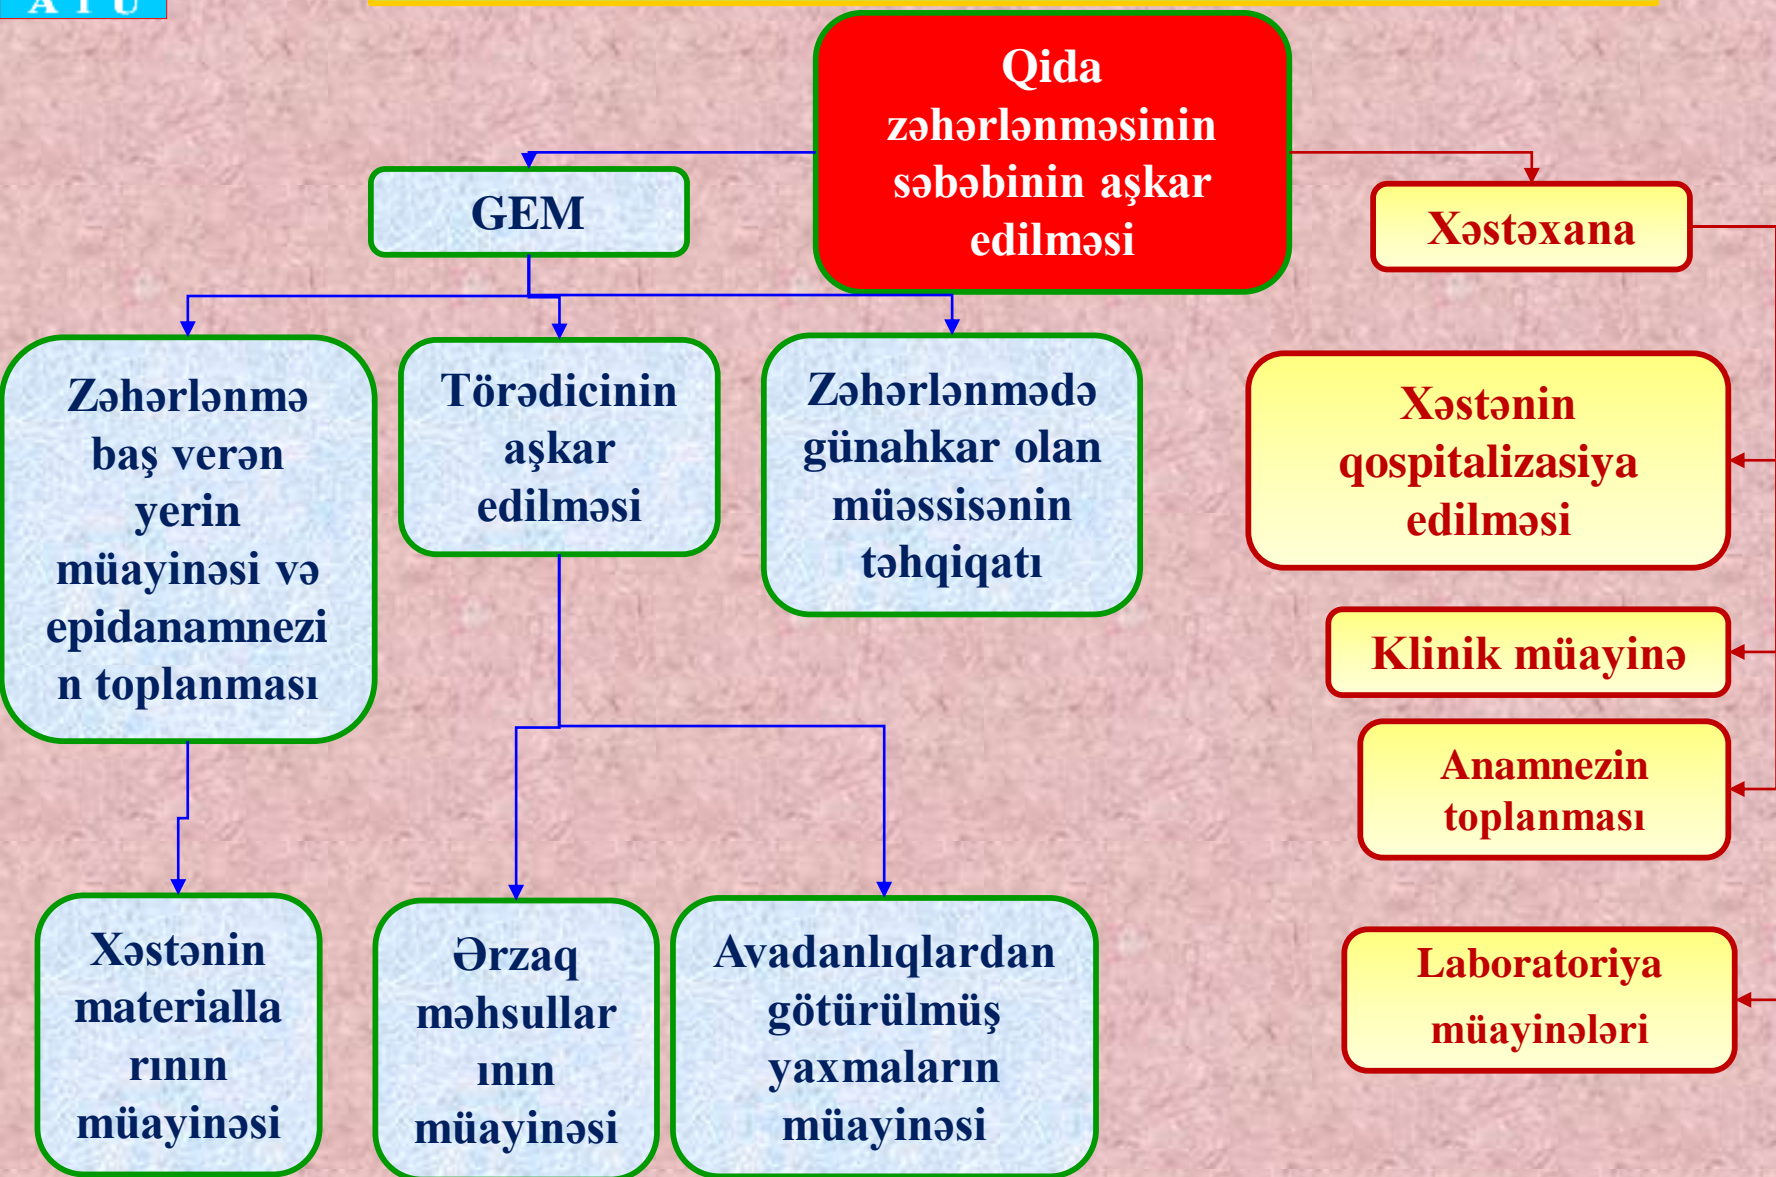 A T U
Qida
zəhərlənməsinin
səbəbinin aşkar
edilməsi
GEM
Xəstəxana
Zəhərlənmə
baş verən
yerin
müayinəsi və
epidanamnezi
n toplanması
Törədicinin
aşkar
edilməsi
Zəhərlənmədə
günahkar olan
müəssisənin
təhqiqatı
Xəstənin
qospitalizasiya
edilməsi
Klinik müayinə
Anamnezin
toplanması
Xəstənin
materialla
rının
müayinəsi
Ərzaq
məhsullar
ının
müayinəsi
Avadanlıqlardan
götürülmüş
yaxmaların
müayinəsi
Laboratoriya
müayinələri